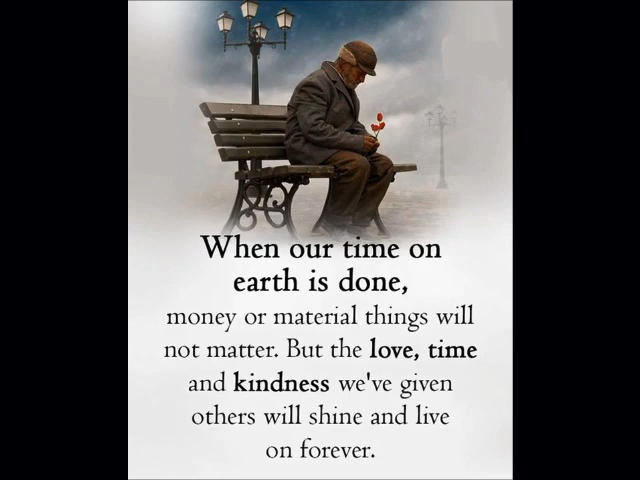 When our time on
earth is done,
money or material things will
not matter. But the love, time
and kindness we've given
others will shine and live
on forever.